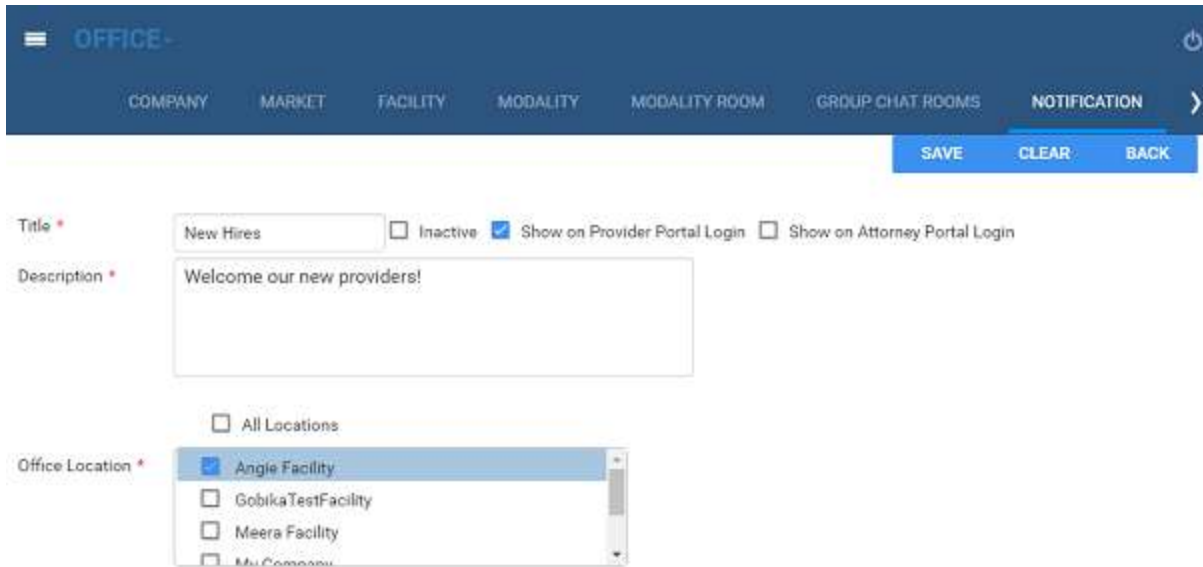 OFFICE-
COMPANY MARKET FACILITY MODALITY MODALITY ROOM GROUP CHAT ROOMS NOTIFICATION
SAVE CLEAR BACK
Title * New Hires Inactive Show on Provider Portal Login Show on Attorney Portal Login
Description * Welcome our new providers!
All Locations
Office Location * Angie Facility
GobikaTestFacility
Meera Facility
My Company